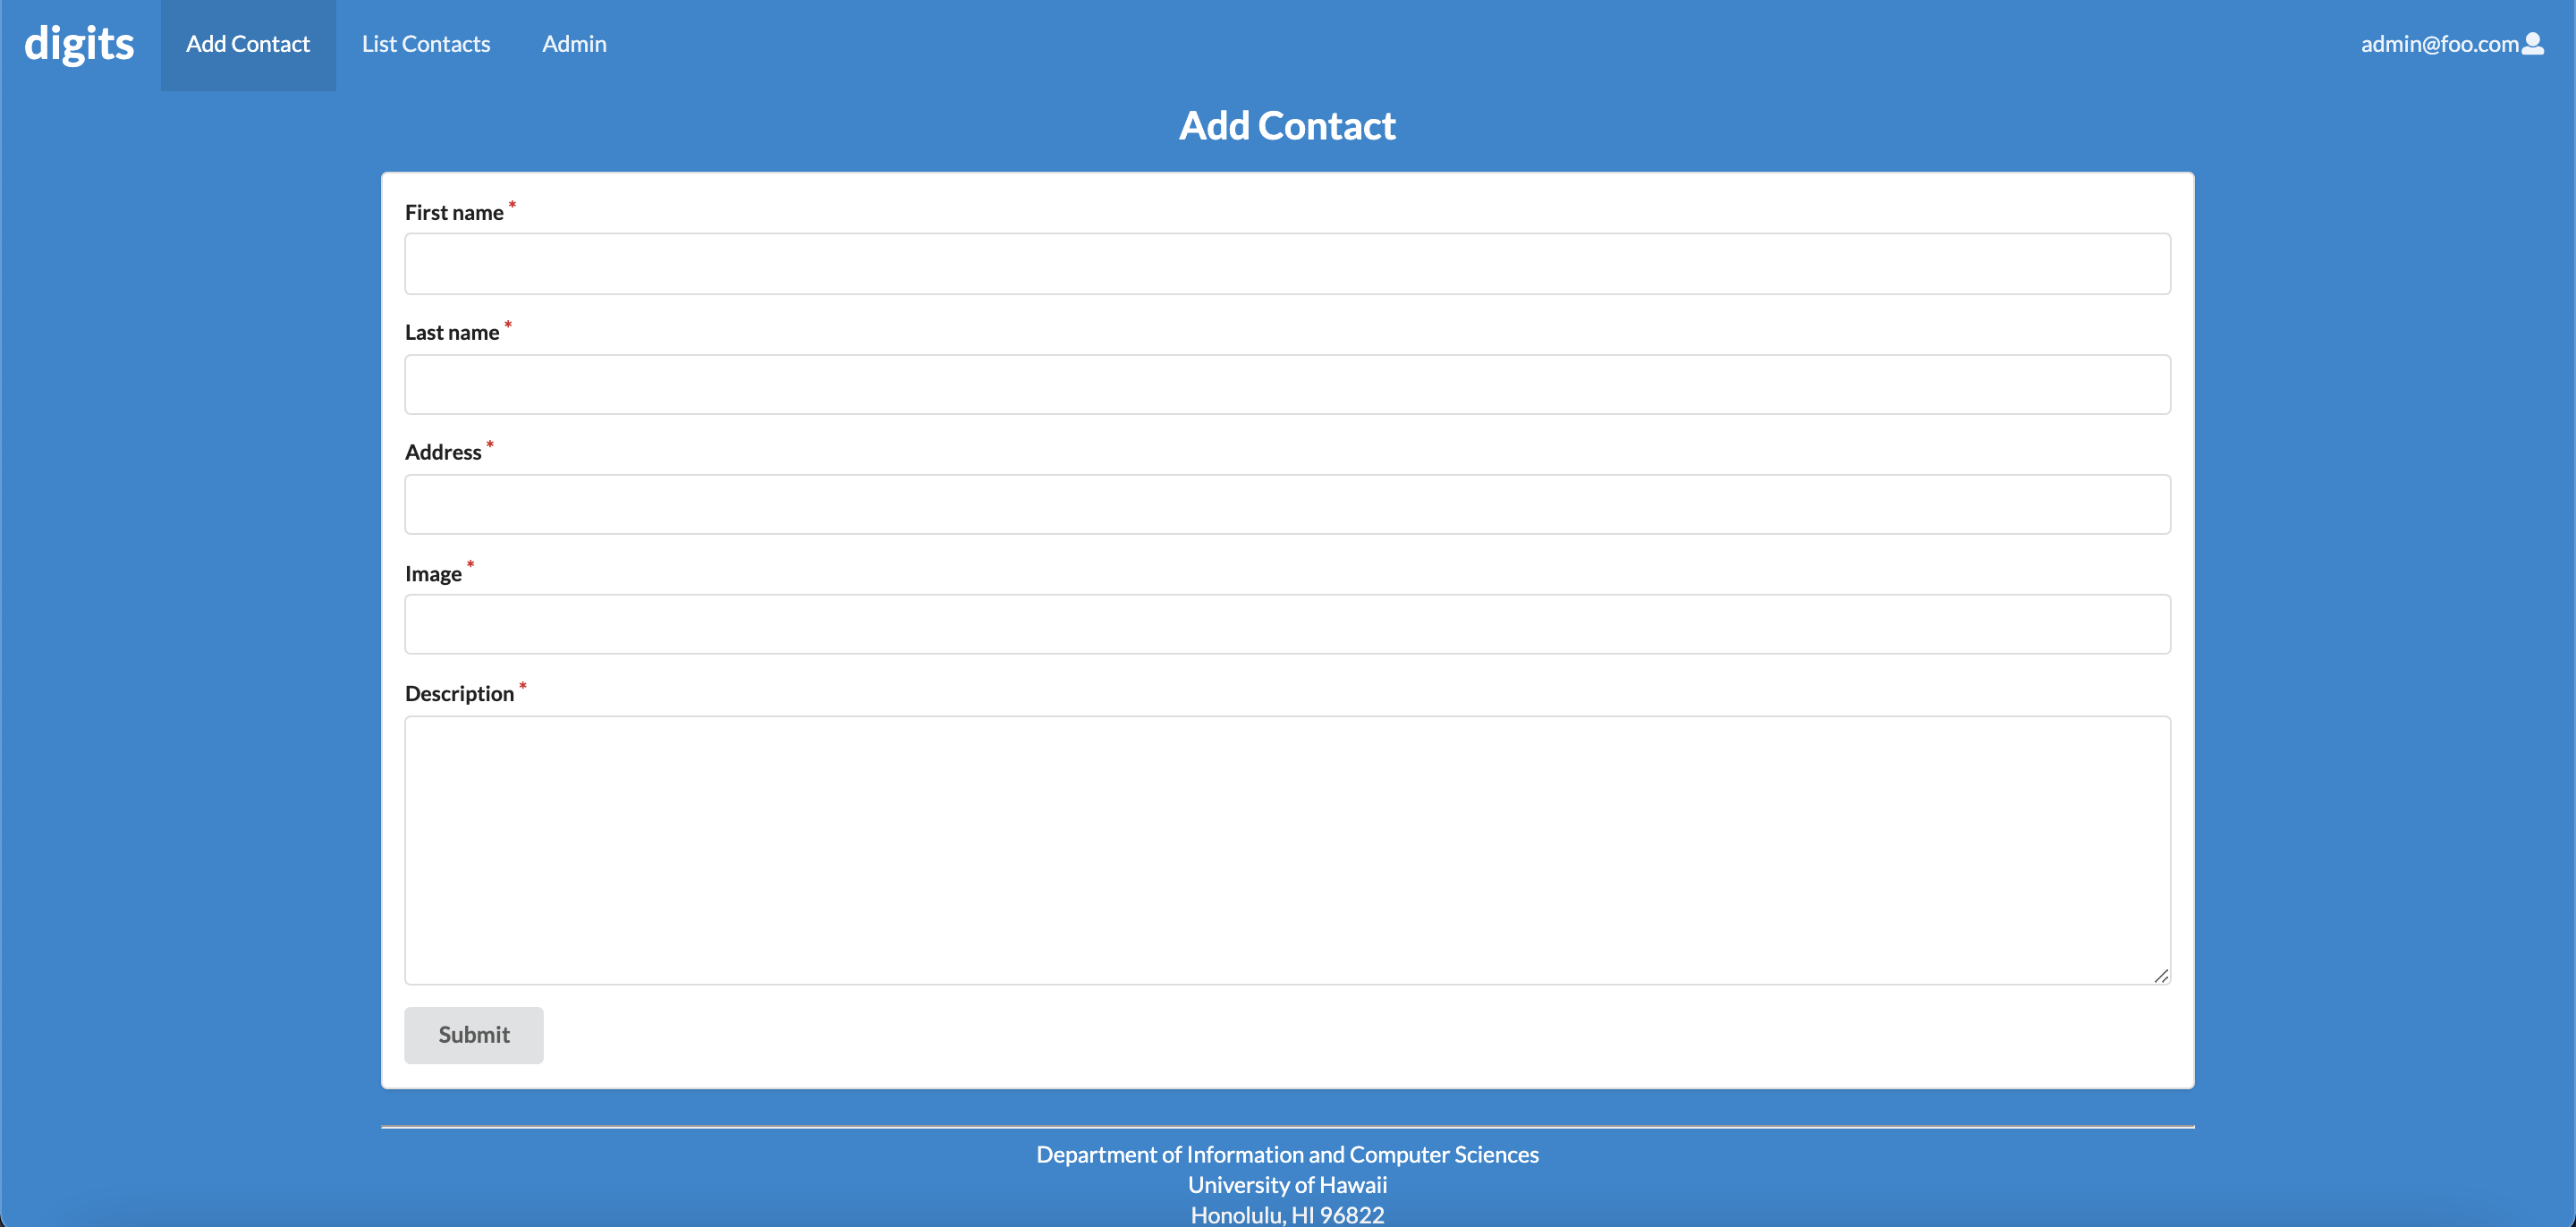 digits
Add Contact
List Contacts
Admin
admin@foo.com
Add Contact
First name *
Last name *
Address *
Image *
Description *
Submit
Department of Information and Computer Sciences
University of Hawaii
Honolulu, HI 96822